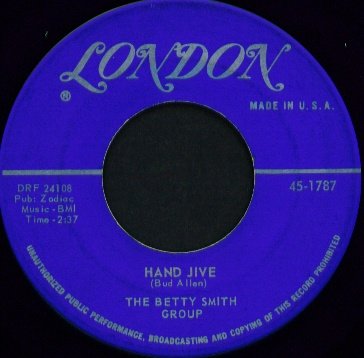 LONDON
®
MADE IN U.S.A.
DRF 24108
Pub: Zodiac
Music - BMI
Time - 2:37
45-1787
HAND JIVE
(Bud Allen)
THE BETTY SMITH
GROUP
UNAUTHORIZED PUBLIC PERFORMANCE, BROADCASTING AND COPYING OF THIS RECORD PROHIBITED